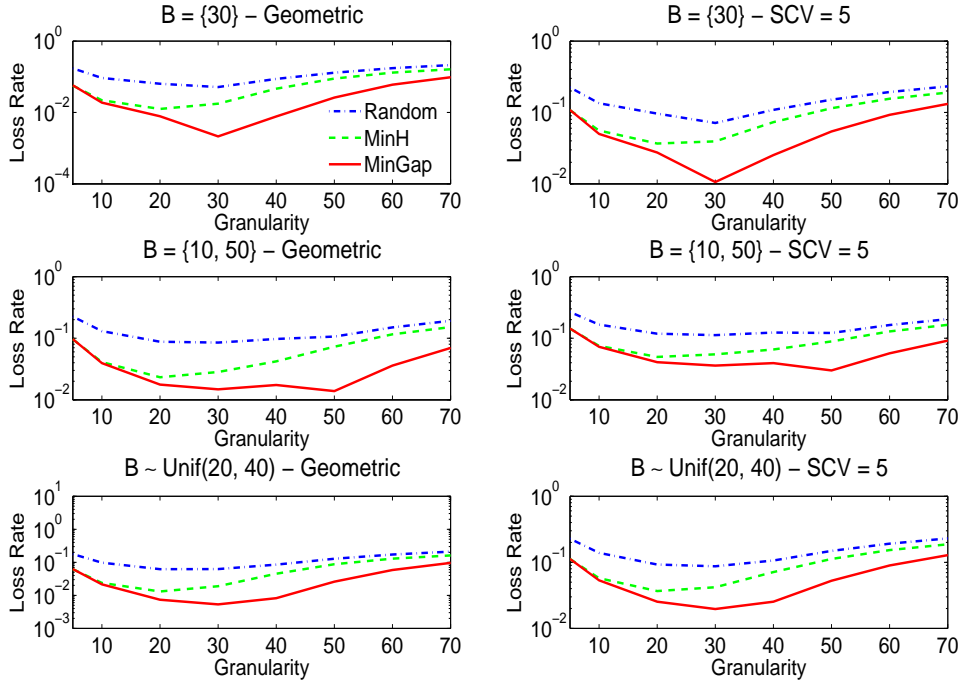 B = {30} – Geometric
Loss Rate
10^0
10^-2
10^-4
10 20 30 40 50 60 70
Granularity
Random
MinH
MinGap
B = {30} – SCV = 5
Loss Rate
10^0
10^-1
10^-2
10 20 30 40 50 60 70
Granularity
B = {10, 50} – Geometric
Loss Rate
10^0
10^-1
10^-2
10 20 30 40 50 60 70
Granularity
B = {10, 50} – SCV = 5
Loss Rate
10^0
10^-1
10^-2
10 20 30 40 50 60 70
Granularity
B ~ Unif(20, 40) – Geometric
Loss Rate
10^1
10^0
10^-1
10^-2
10^-3
10 20 30 40 50 60 70
Granularity
B ~ Unif(20, 40) – SCV = 5
Loss Rate
10^0
10^-1
10^-2
10 20 30 40 50 60 70
Granularity